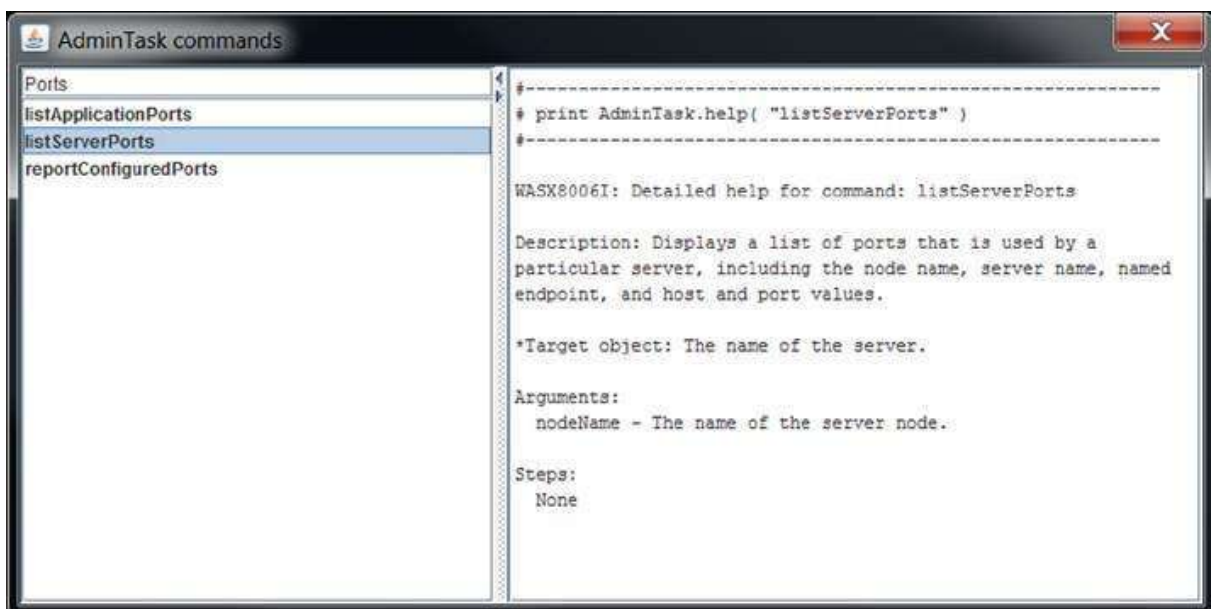 AdminTask commands
X
Ports
listApplicationPorts
listServerPorts
reportConfiguredPorts
#---------------------------------------------------------------
# print AdminTask.help( "listServerPorts" )
#---------------------------------------------------------------
WASX8006I: Detailed help for command: listServerPorts
Description: Displays a list of ports that is used by a
particular server, including the node name, server name, named
endpoint, and host and port values.
*Target object: The name of the server.
Arguments:
nodeName - The name of the server node.
Steps:
None